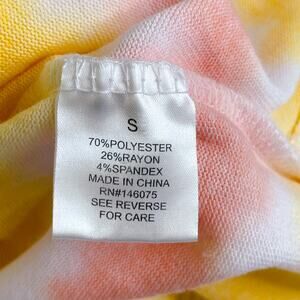 S
70%POLYESTER
26%RAYON
4%SPANDEX
MADE IN CHINA
RN#146075
SEE REVERSE
FOR CARE